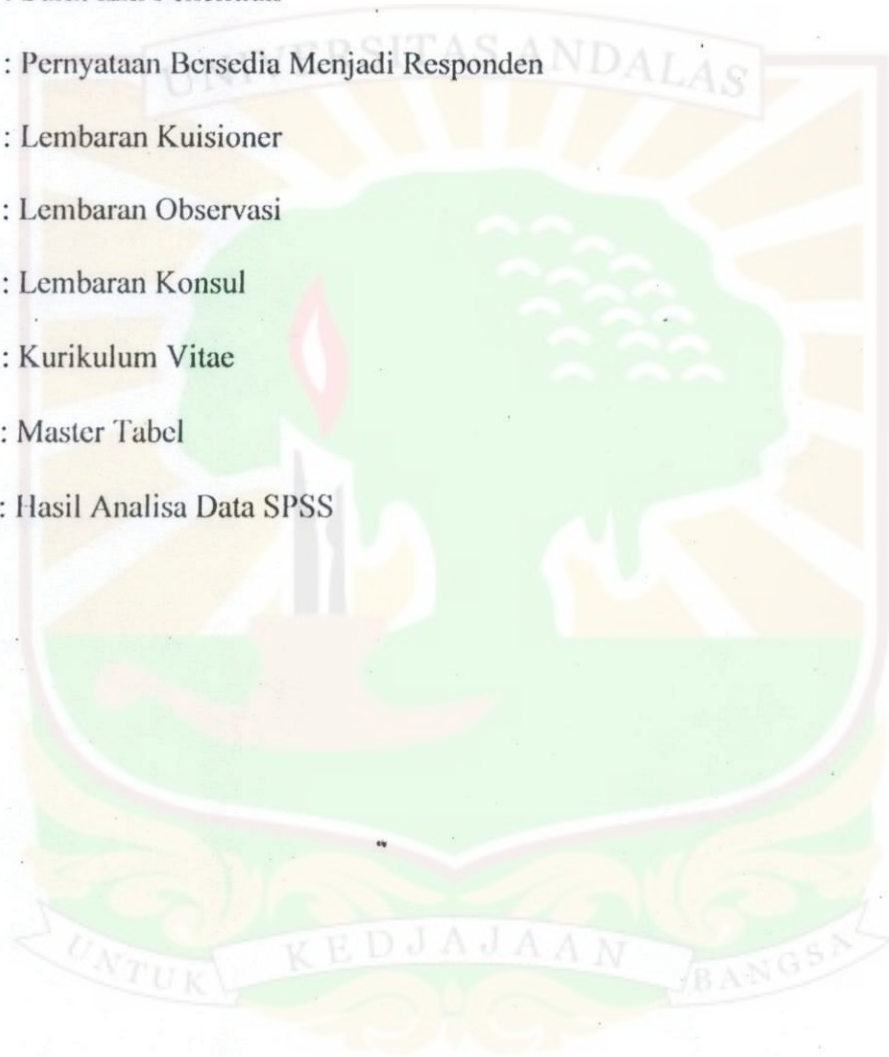 : Pernyataan Bersedia Menjadi Responden
: Lembaran Kuisioner
: Lembaran Observasi
: Lembaran Konsul
: Kurikulum Vitae
: Master Tabel
: Hasil Analisa Data SPSS
UNIVERSITAS ANDALAS
UNTUK KEDJAJAAN BANGSA